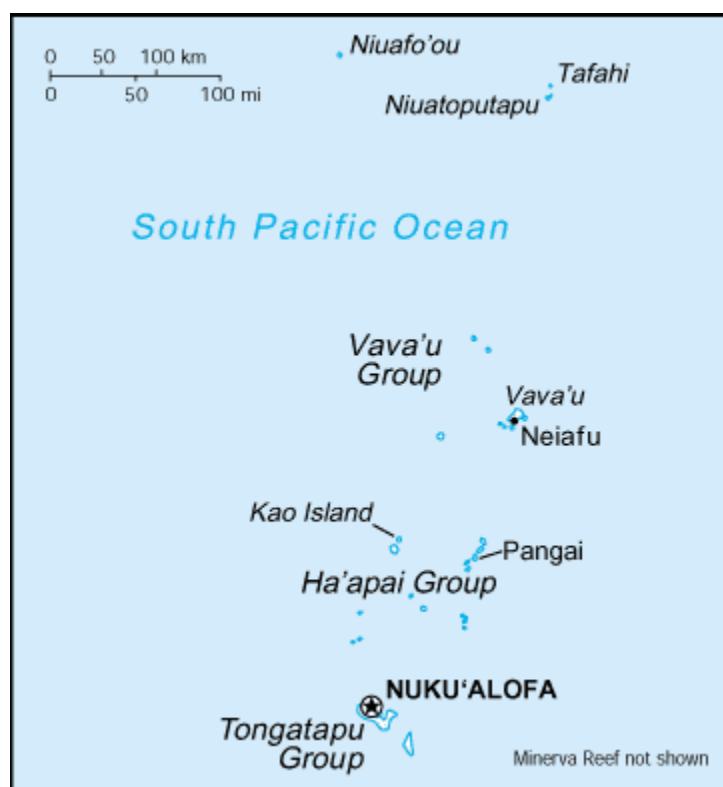 0 50 100 km
0 50 100 mi
Niuafo'ou
Tafahi
Niuatoputapu
South Pacific Ocean
Vava'u
Group
Vava'u
Neiafu
Kao Island
Pangai
Ha'apai Group
NUKU‘ALOFA
Tongatapu
Group
Minerva Reef not shown